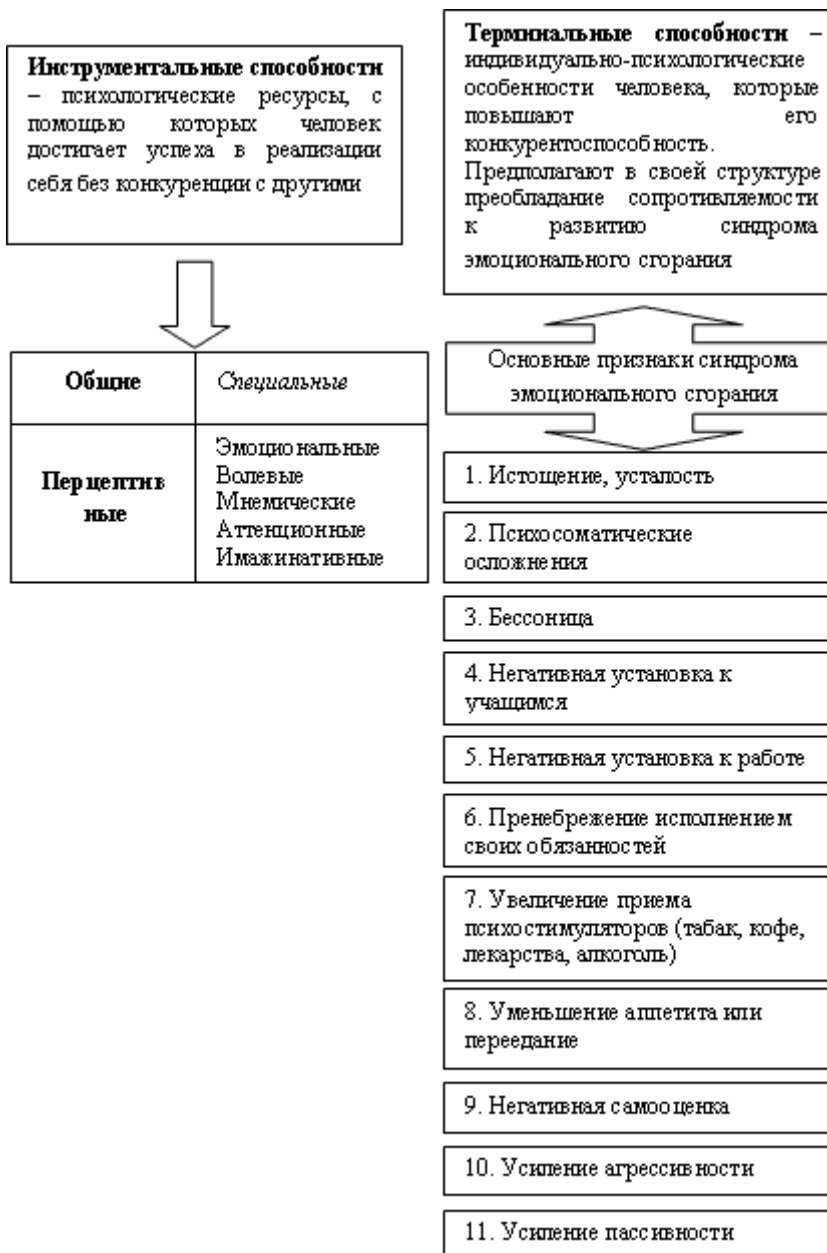 Инструментальные способности
– психологические ресурсы, с
помощью которых человек
достигает успеха в реализации
себя без конкуренции с другими
Общие
Специальные
Перцептив
ные
Эмоциональные
Волевые
Мнемические
Аттенционные
Имажинативные
Терминальные способности –
индивидуально-психологические
особенности человека, которые
повышают его
конкурентоспособность.
Предполагают в своей структуре
преобладание сопротивляемости
к развитию синдрома
эмоционального сгорания
Основные признаки синдрома
эмоционального сгорания
1. Истощение, усталость
2. Психосоматические
осложнения
3. Бессоница
4. Негативная установка к
учащимся
5. Негативная установка к работе
6. Пренебрежение исполнением
своих обязанностей
7. Увеличение приема
психостимуляторов (табак, кофе,
лекарства, алкоголь)
8. Уменьшение аппетита или
переедание
9. Негативная самооценка
10. Усиление агрессивности
11. Усиление пассивности